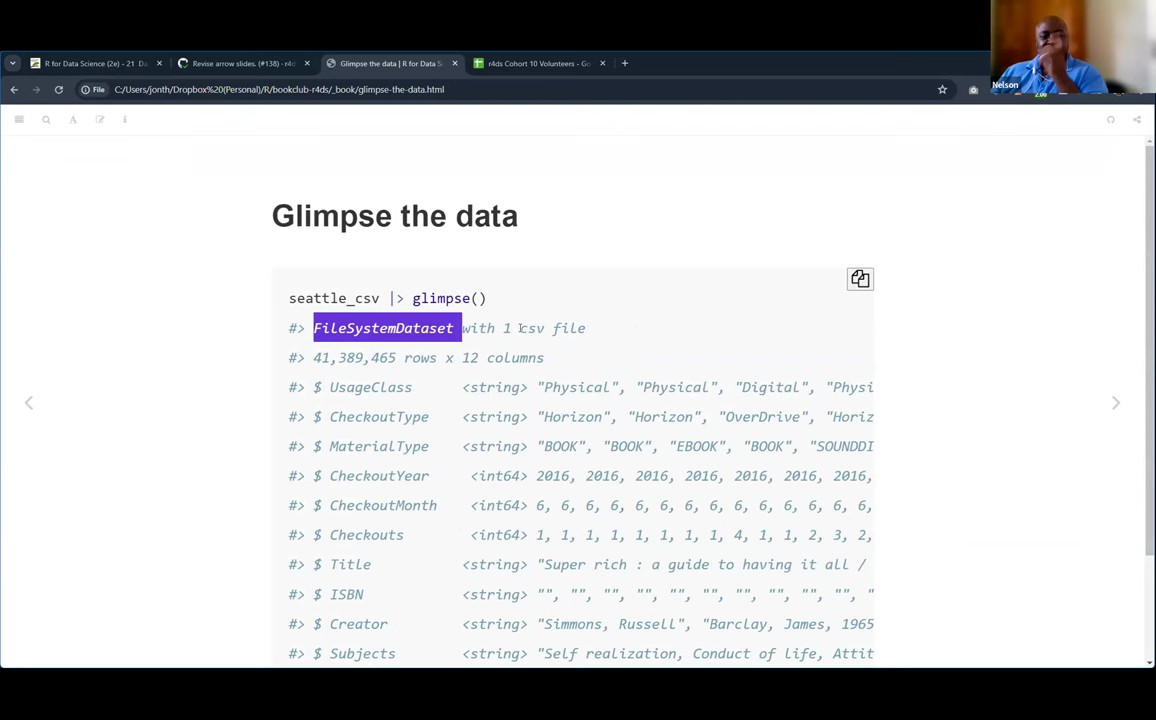 R for Data Science (2e) - 21 Da
Revise arrow slides. (#138) · r4d
Glimpse the data | R for Data S
r4ds Cohort 10 Volunteers - Go
Nelson
File
C:/Users/jonth/Dropbox%20(Personal)/R/bookclub-r4ds/_book/glimpse-the-data.html
Glimpse the data
seattle_csv |> glimpse()
#> FileSystemDataset with 1 csv file
#> 41,389,465 rows x 12 columns
#> $ UsageClass <string> "Physical", "Physical", "Digital", "Physi
#> $ CheckoutType <string> "Horizon", "Horizon", "OverDrive", "Horiz
#> $ MaterialType <string> "BOOK", "BOOK", "EBOOK", "BOOK", "SOUNDDI
#> $ CheckoutYear <int64> 2016, 2016, 2016, 2016, 2016, 2016, 2016,
#> $ CheckoutMonth <int64> 6, 6, 6, 6, 6, 6, 6, 6, 6, 6, 6, 6, 6, 6,
#> $ Checkouts <int64> 1, 1, 1, 1, 1, 1, 1, 1, 4, 1, 1, 2, 3, 2,
#> $ Title <string> "Super rich : a guide to having it all /
#> $ ISBN <string> "", "", "", "", "", "", "", "", "", "", "
#> $ Creator <string> "Simmons, Russell", "Barclay, James, 1965
#> $ Subjects <string> "Self realization, Conduct of life, Attit